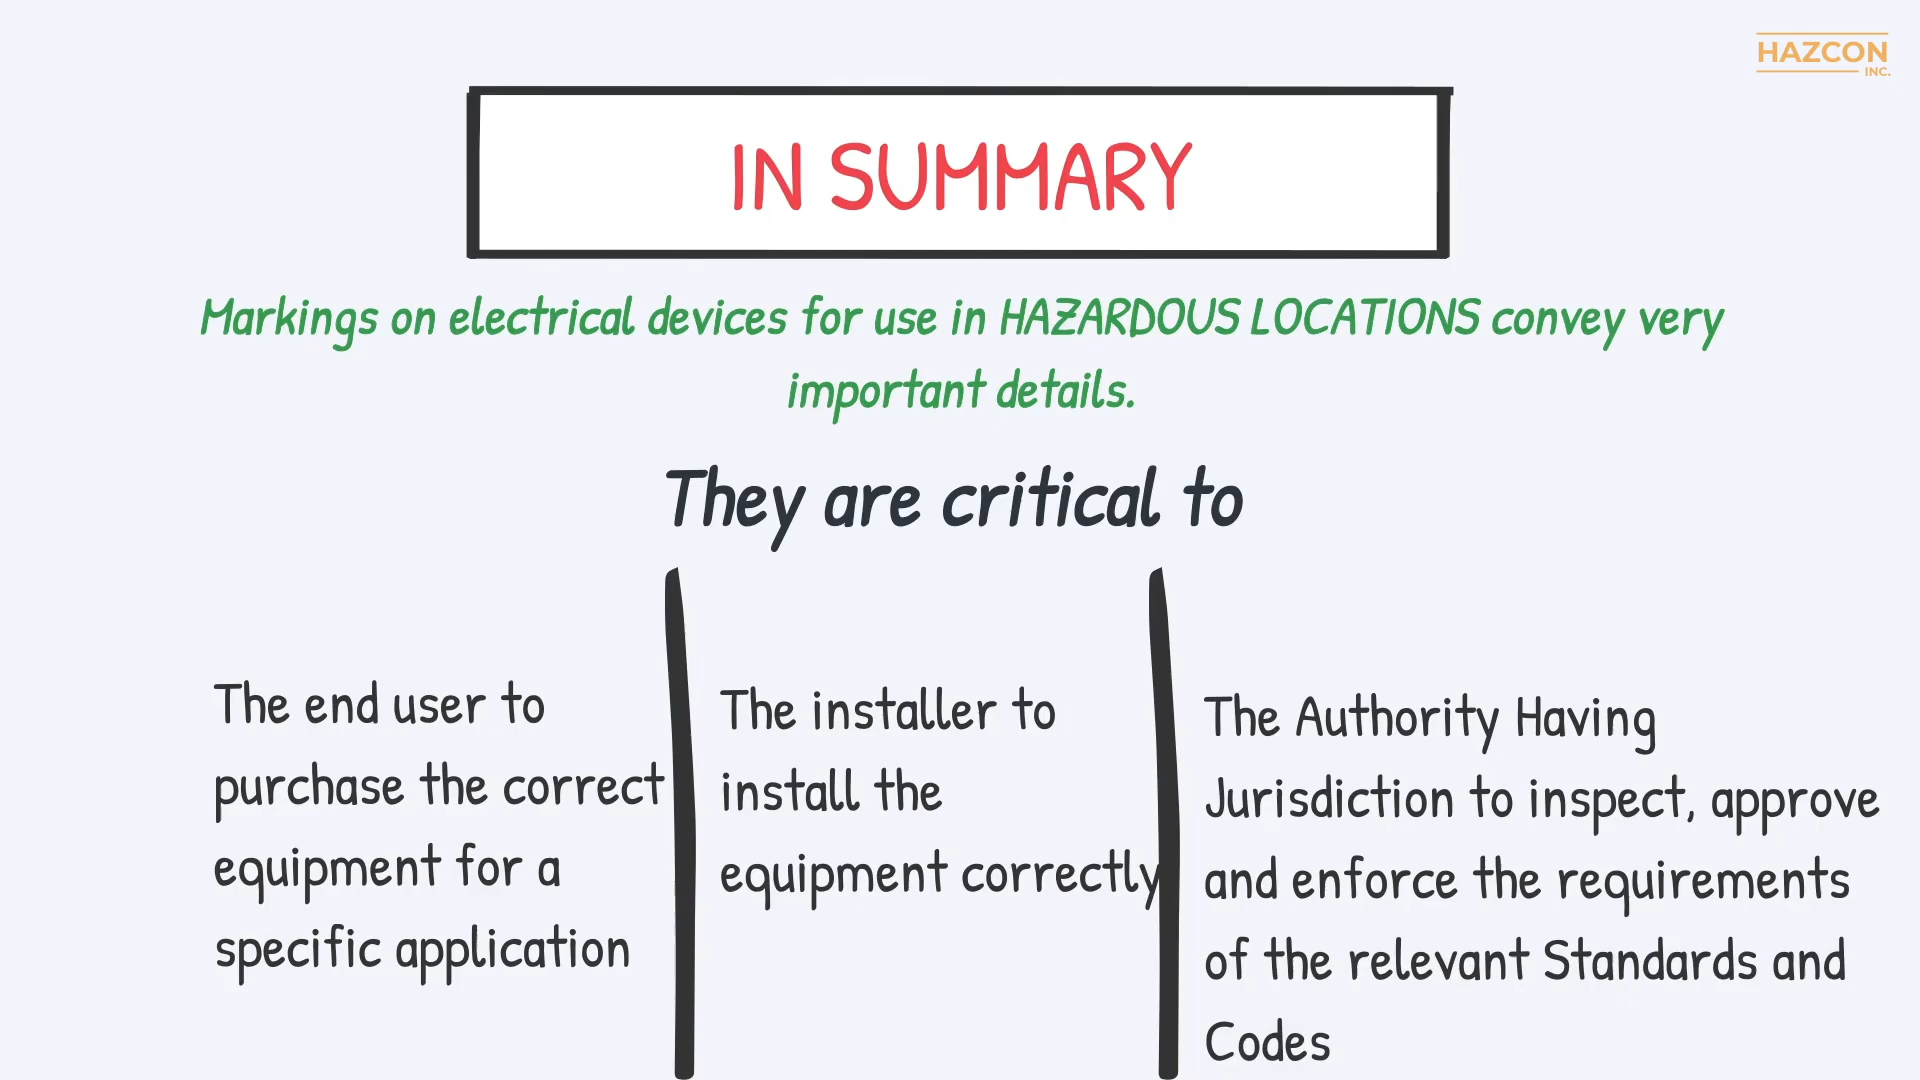 HAZCON
INC.
IN SUMMARY
Markings on electrical devices for use in HAZARDOUS LOCATIONS convey very
important details.
They are critical to
The end user to
purchase the correct
equipment for a
specific application
The installer to
install the
equipment correctly
The Authority Having
Jurisdiction to inspect, approve
and enforce the requirements
of the relevant Standards and
Codes